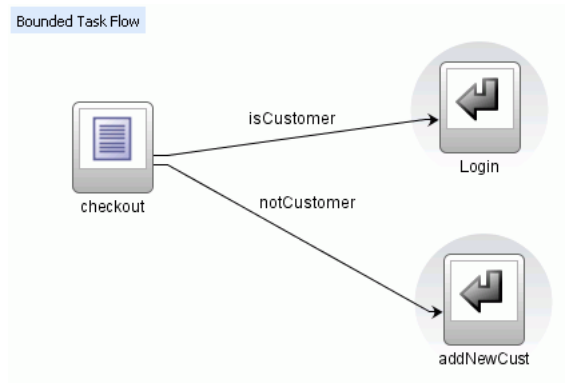 Bounded Task Flow
isCustomer
Login
checkout
notCustomer
addNewCust